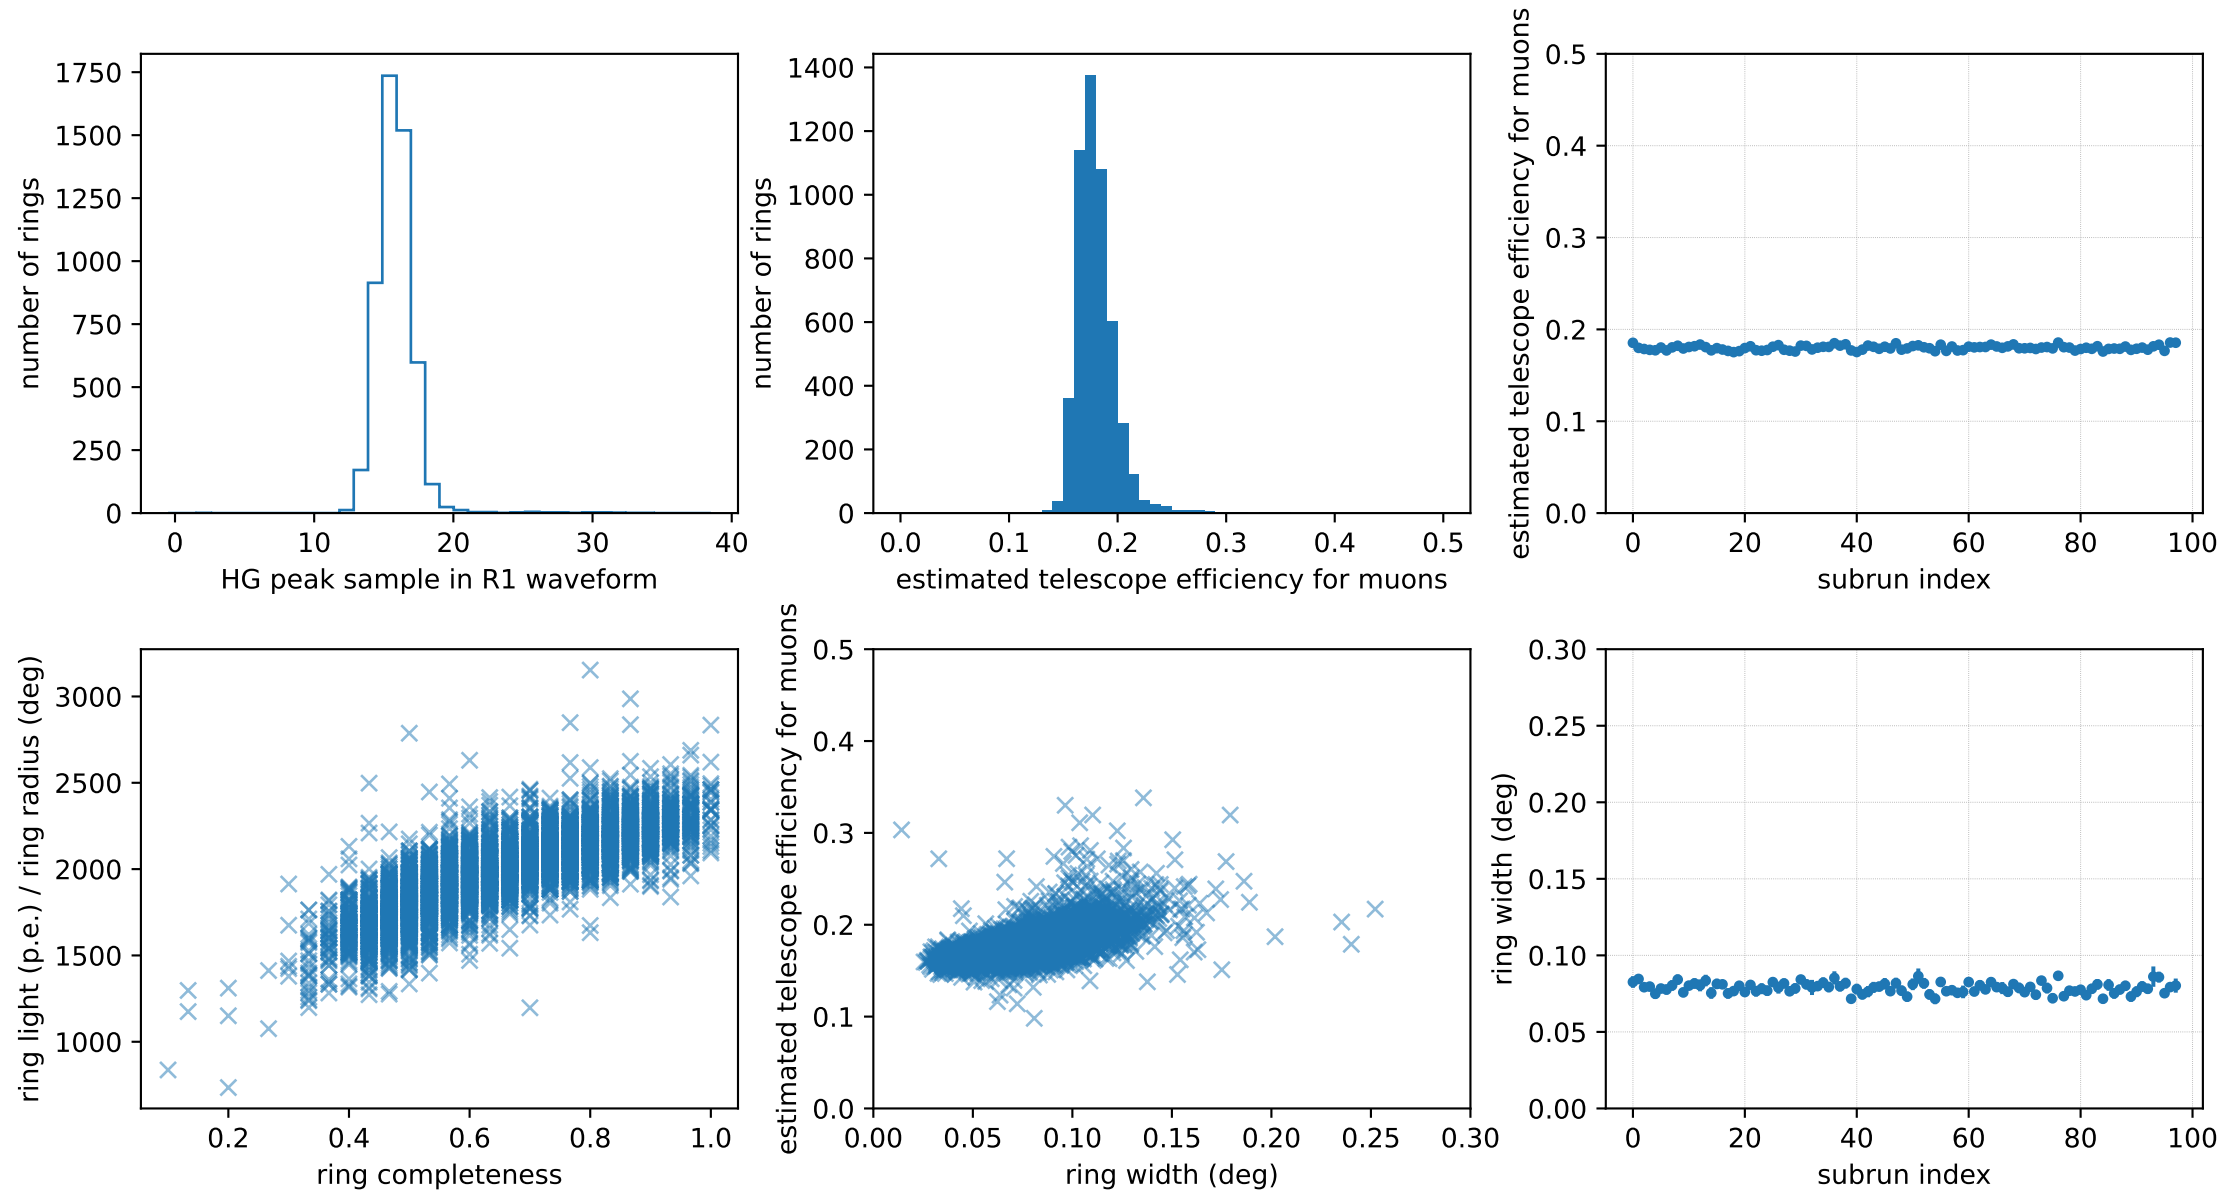 number of rings
1750
1500
1250
1000
750
500
250
0
0 10 20 30 40
HG peak sample in R1 waveform
number of rings
1400
1200
1000
800
600
400
200
0
0.0 0.1 0.2 0.3 0.4 0.5
estimated telescope efficiency for muons
estimated telescope efficiency for muons
0.5
0.4
0.3
0.2
0.1
0.0
0 20 40 60 80 100
subrun index
ring light (p.e.) / ring radius (deg)
3000
2500
2000
1500
1000
0.2 0.4 0.6 0.8 1.0
ring completeness
estimated telescope efficiency for muons
0.5
0.4
0.3
0.2
0.1
0.0
0.00 0.05 0.10 0.15 0.20 0.25 0.30
ring width (deg)
ring width (deg)
0.30
0.25
0.20
0.15
0.10
0.05
0.00
0 20 40 60 80 100
subrun index